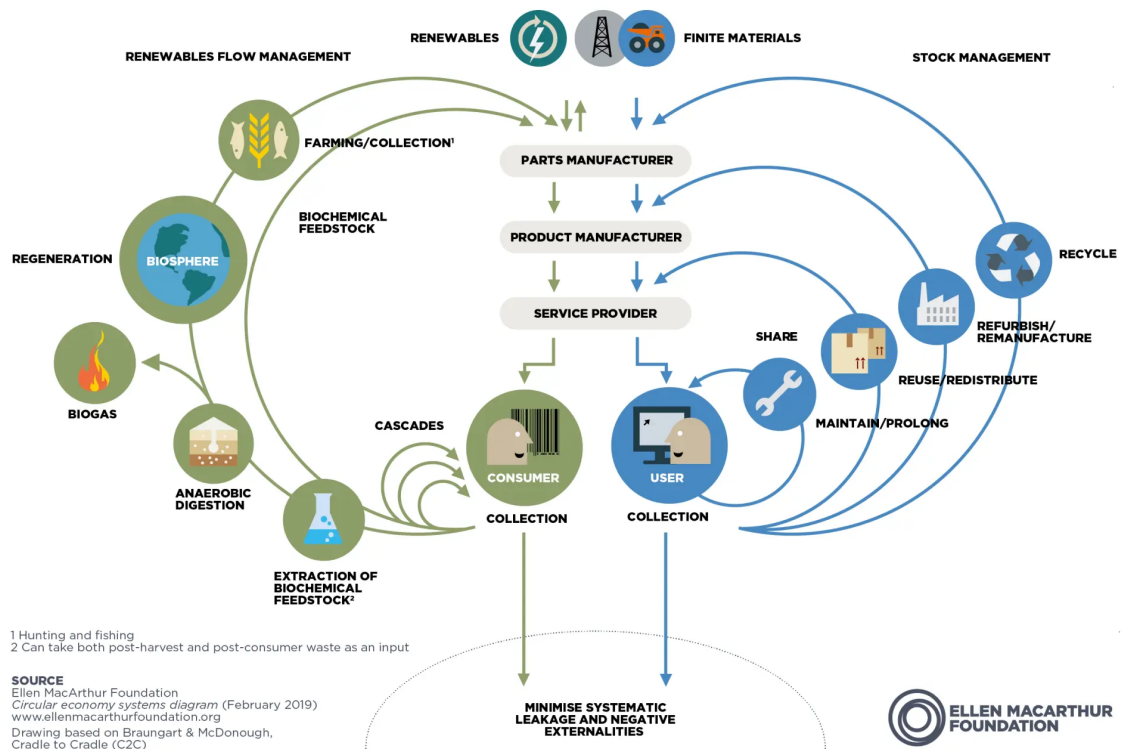 RENEWABLES
FINITE MATERIALS
RENEWABLES FLOW MANAGEMENT
STOCK MANAGEMENT
FARMING/COLLECTION¹
PARTS MANUFACTURER
BIOCHEMICAL
FEEDSTOCK
PRODUCT MANUFACTURER
REGENERATION
BIOSPHERE
RECYCLE
SERVICE PROVIDER
SHARE
REFURBISH/
REMANUFACTURE
REUSE/REDISTRIBUTE
BIOGAS
CASCADES
MAINTAIN/PROLONG
CONSUMER
USER
ANAEROBIC
DIGESTION
COLLECTION
COLLECTION
EXTRACTION OF
BIOCHEMICAL
FEEDSTOCK²
1 Hunting and fishing
2 Can take both post-harvest and post-consumer waste as an input
SOURCE
Ellen MacArthur Foundation
Circular economy systems diagram (February 2019)
www.ellenmacarthurfoundation.org
Drawing based on Braungart & McDonough,
Cradle to Cradle (C2C)
MINIMISE SYSTEMATIC
LEAKAGE AND NEGATIVE
EXTERNALITIES
ELLEN MACARTHUR
FOUNDATION